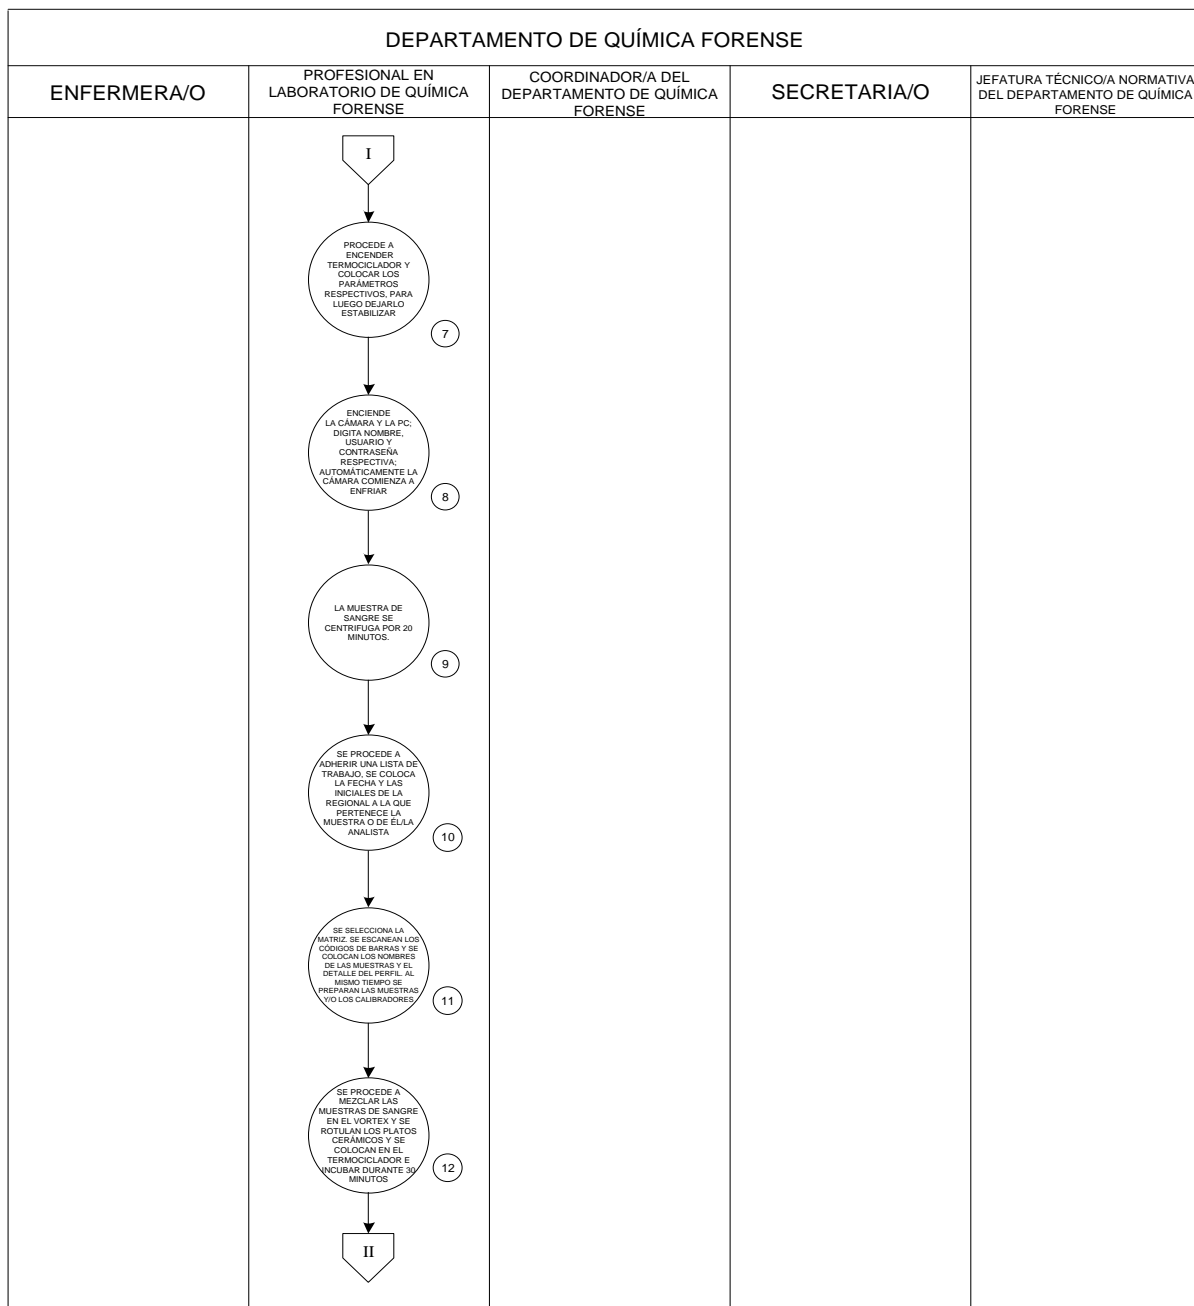 DEPARTAMENTO DE QUÍMICA FORENSE
ENFERMERA/O
PROFESIONAL EN
LABORATORIO DE QUÍMICA
FORENSE
COORDINADOR/A DEL
DEPARTAMENTO DE QUÍMICA
FORENSE
SECRETARIA/O
JEFATURA TÉCNICO/A NORMATIVA
DEL DEPARTAMENTO DE QUÍMICA
FORENSE
I
PROCEDE A
ENCENDER
TERMOCICLADOR Y
COLOCAR LOS
PARÁMETROS
RESPECTIVOS, PARA
LUEGO DEJARLO
ESTABILIZAR
7
ENCIENDE
LA CÁMARA Y LA PC;
DIGITA NOMBRE,
USUARIO Y
CONTRASEÑA
RESPECTIVA;
AUTOMÁTICAMENTE LA
CÁMARA COMIENZA A
ENFRIAR
8
LA MUESTRA DE
SANGRE SE
CENTRIFUGA POR 20
MINUTOS.
9
SE PROCEDE A
ADHERIR UNA LISTA DE
TRABAJO, SE COLOCA
LA FECHA Y LAS
INICIALES DE LA
REGIONAL A LA QUE
PERTENECE LA
MUESTRA O DE ÉL/LA
ANALISTA
10
SE SELECCIONA LA
MATRIZ. SE ESCANEAN LOS
CÓDIGOS DE BARRAS Y SE
COLOCAN LOS NOMBRES
DE LAS MUESTRAS Y EL
DETALLE DEL PERFIL. AL
MISMO TIEMPO SE
PREPARAN LAS MUESTRAS
Y/O LOS CALIBRADORES.
11
SE PROCEDE A
MEZCLAR LAS
MUESTRAS DE SANGRE
EN EL VORTEX Y SE
ROTULAN LOS PLATOS
CERÁMICOS Y SE
COLOCAN EN EL
TERMOCICLADOR E
INCUBAR DURANTE 30
MINUTOS
12
II